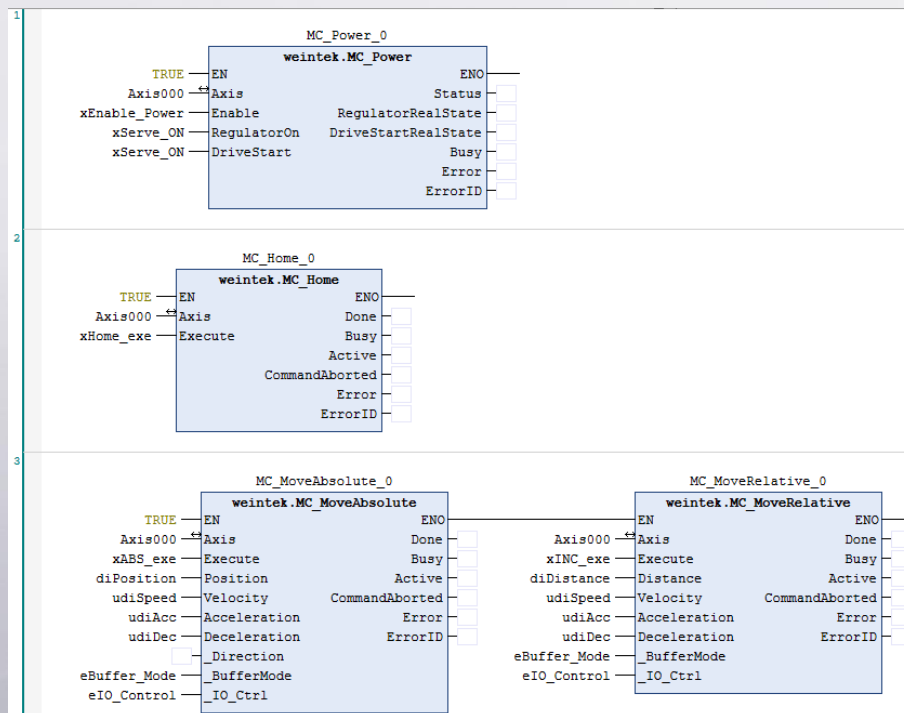 1
MC_Power_0
weintek.MC_Power
TRUE EN ENO
Axis000 Axis Status
xEnable_Power Enable RegulatorRealState
xServe_ON RegulatorOn DriveStartRealState
xServe_ON DriveStart Busy
Error
ErrorID
2
MC_Home_0
weintek.MC_Home
TRUE EN ENO
Axis000 Axis Done
xHome_exe Execute Busy
Active
CommandAborted
Error
ErrorID
3
MC_MoveAbsolute_0 MC_MoveRelative_0
weintek.MC_MoveAbsolute weintek.MC_MoveRelative
TRUE EN ENO EN ENO
Axis000 Axis Done Axis000 Axis Done
xABS_exe Execute Busy xINC_exe Execute Busy
diPosition Position Active diDistance Distance Active
udiSpeed Velocity CommandAborted udiSpeed Velocity CommandAborted
udiAcc Acceleration Error udiAcc Acceleration Error
udiDec Deceleration ErrorID udiDec Deceleration ErrorID
_Direction eBuffer_Mode _BufferMode
eBuffer_Mode _BufferMode eIO_Control _IO_Ctrl
eIO_Control _IO_Ctrl